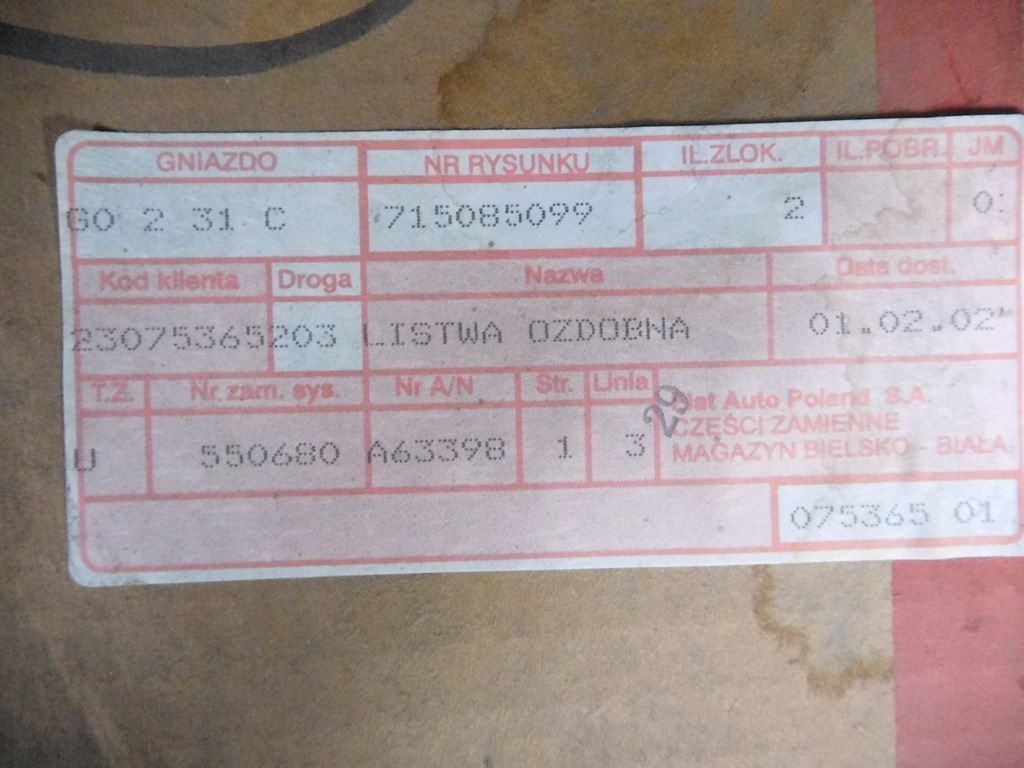 GNIAZDO NR RYSUNKU IL.ZLOK. IL.POBR. JM
GO 2 31 C 715085099 2
Kod klienta Droga Nazwa Data dost.
23075365203 LISTWA OZDOBNA 01.02.02
T.Z. Nr zam. sys. Nr A/N Str. Linia
U 550680 A63398 1 3
29
Auto Poland S.A.
CZĘŚCI ZAMIENNE
MAGAZYN BIELSKO - BIAŁA
075365 01